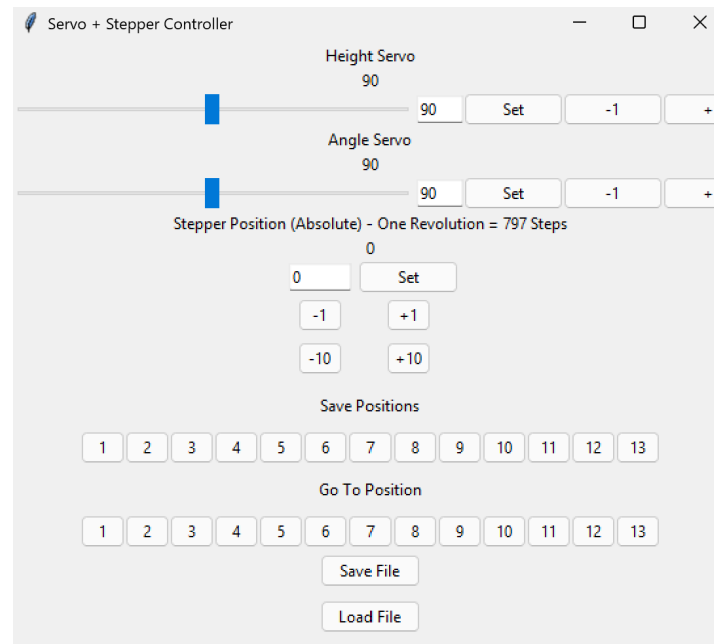 Servo + Stepper Controller
Height Servo
90
90 Set -1 +
Angle Servo
90
90 Set -1 +
Stepper Position (Absolute) - One Revolution = 797 Steps
0
0 Set
-1 +1
-10 +10
Save Positions
1 2 3 4 5 6 7 8 9 10 11 12 13
Go To Position
1 2 3 4 5 6 7 8 9 10 11 12 13
Save File
Load File